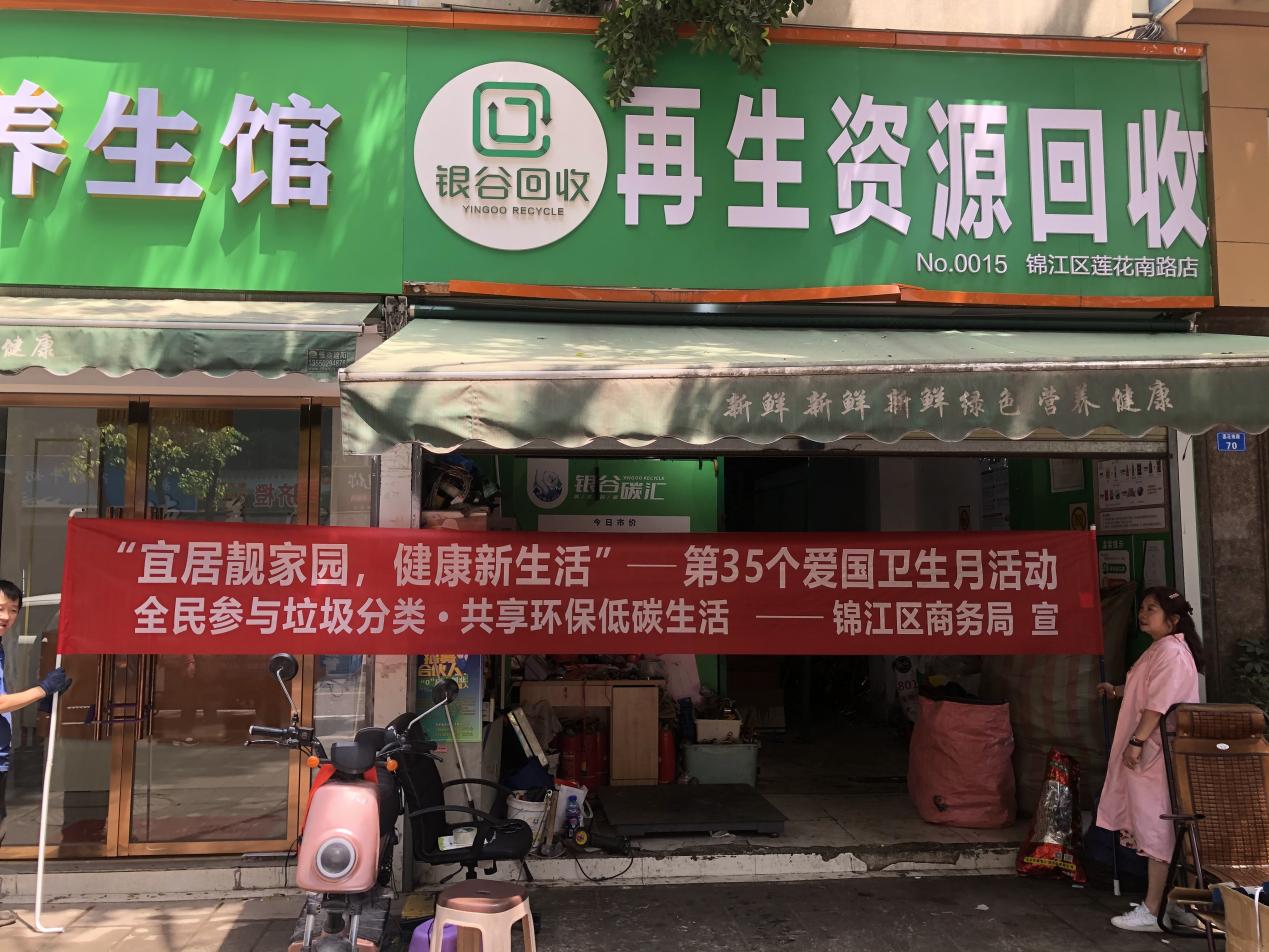 养生馆
银谷回收
YINGOO RECYCLE
再生资源回收
No.0015 锦江区莲花南路店
健康
新鲜 新鲜 新鲜 绿色 营养 健康
70
YINGOO RECYCLE
银谷碳汇
今日市价
“宜居靓家园，健康新生活”——第35个爱国卫生月活动
全民参与垃圾分类·共享环保低碳生活 ——锦江区商务局 宣